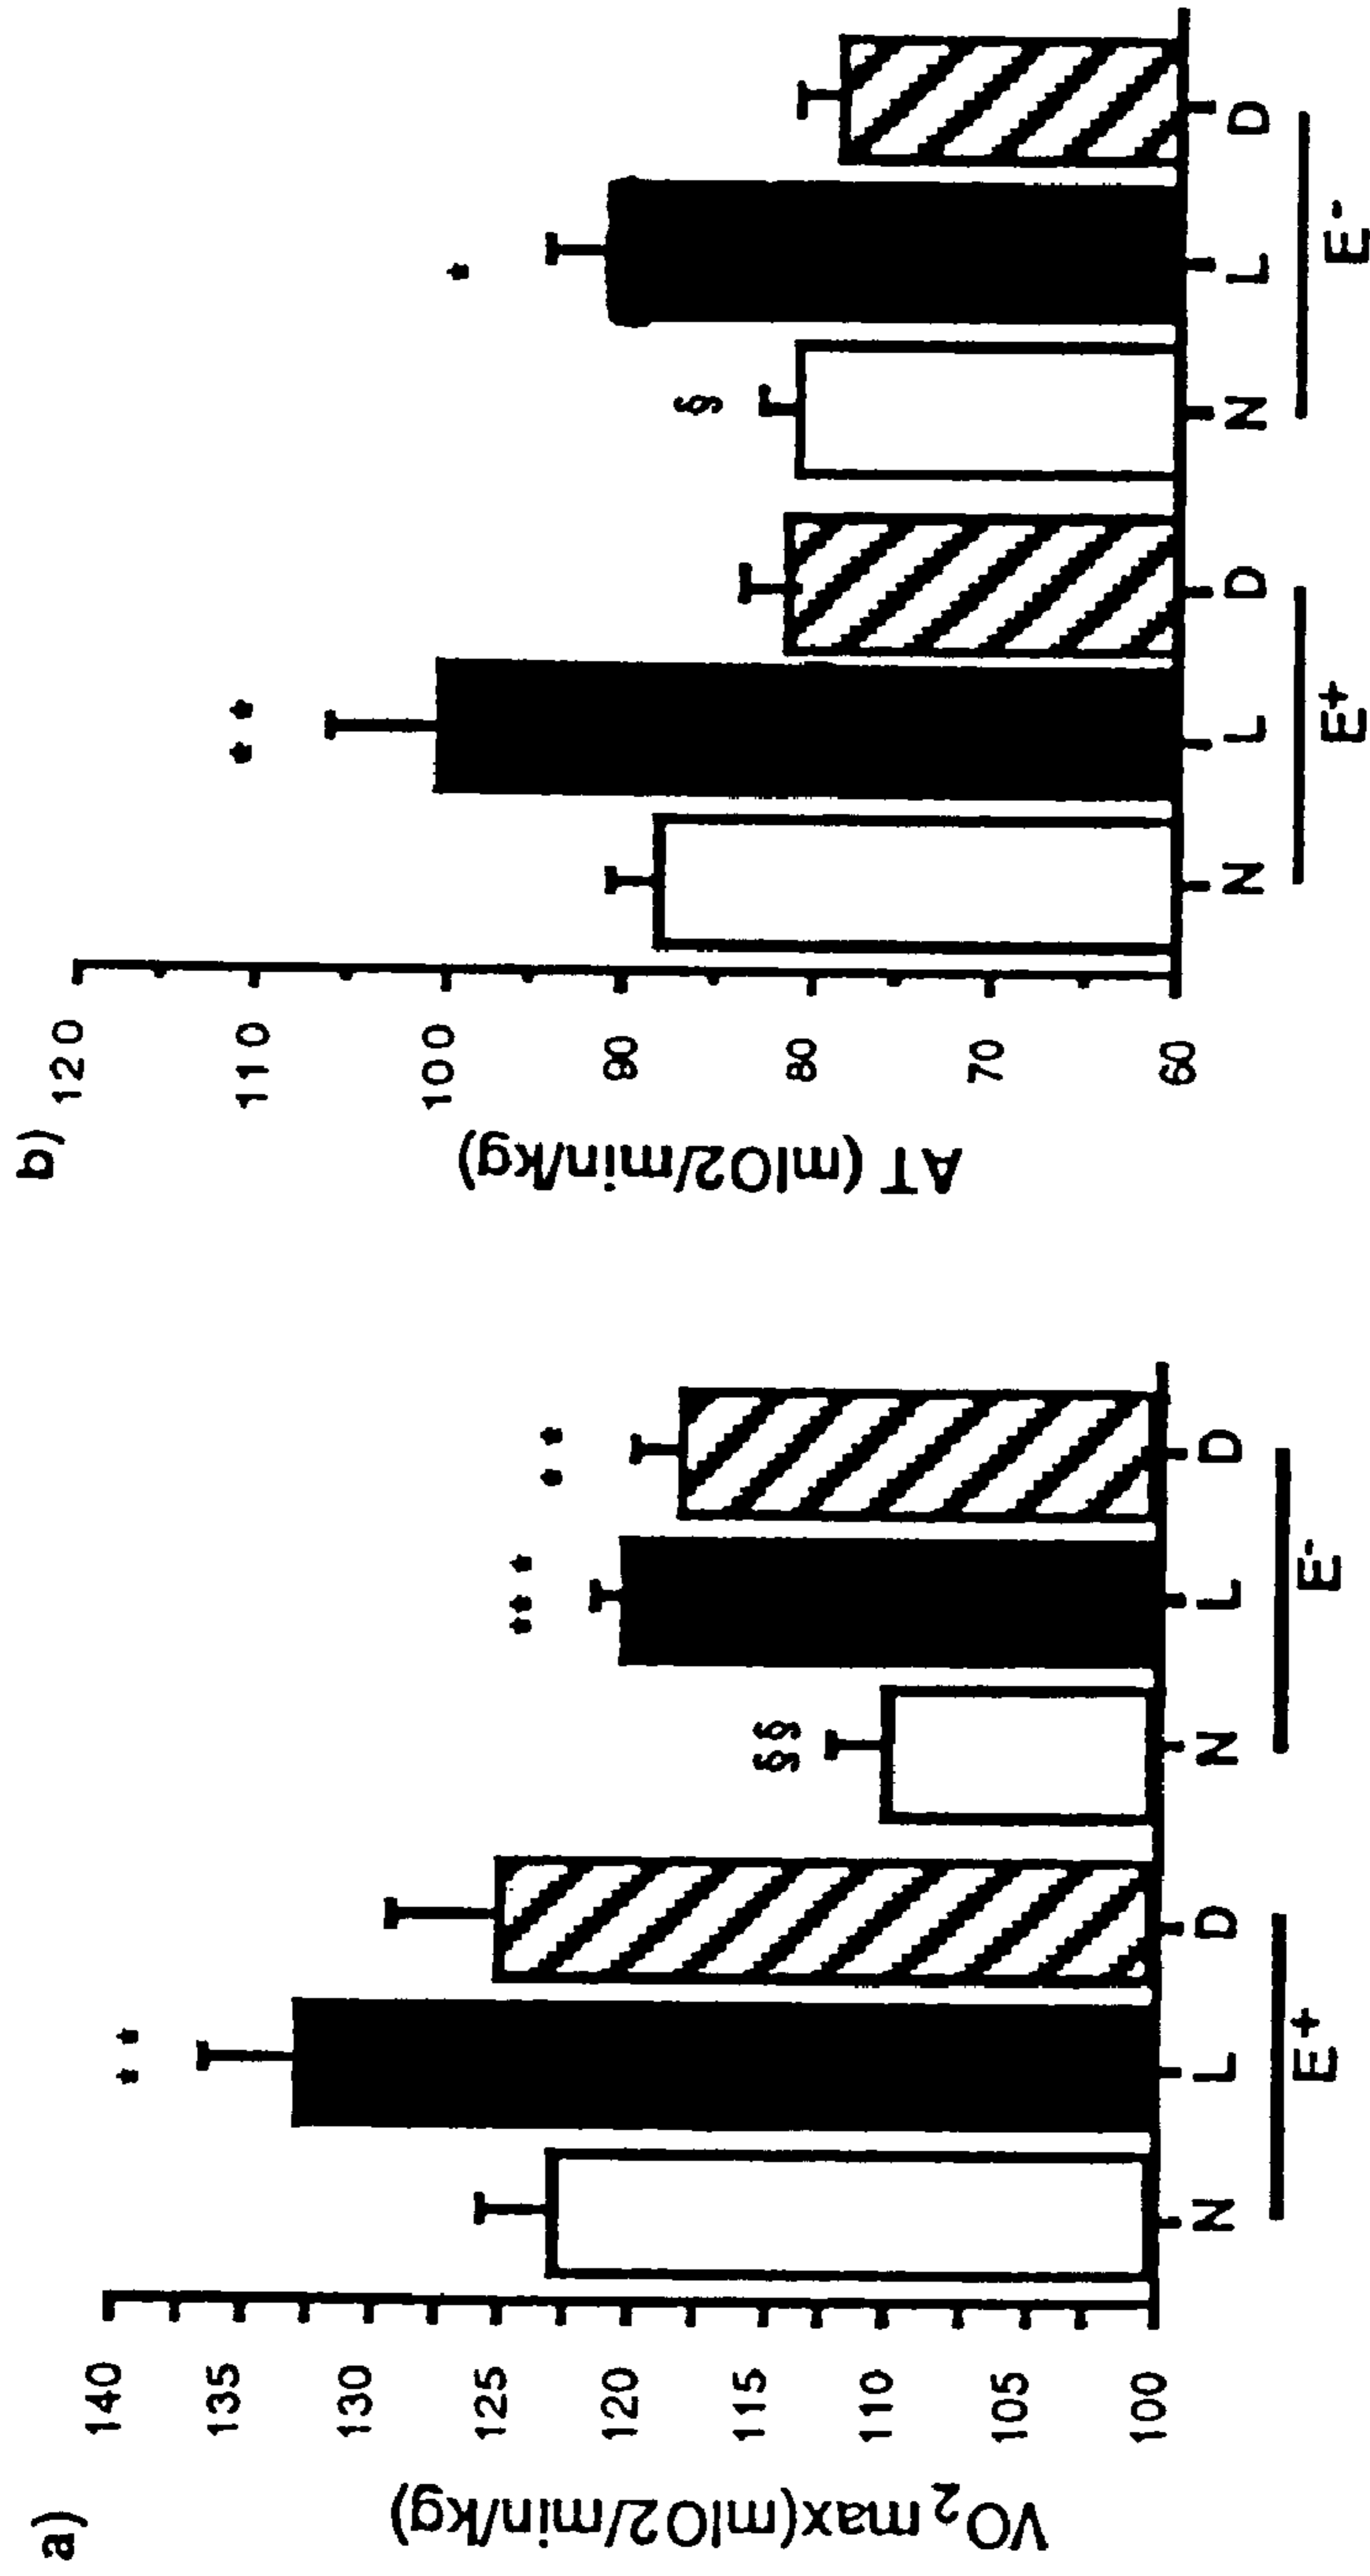 a)
VO2max(mlO2/min/kg)
140
135
130
125
120
115
110
105
100
**
§§
***
**
N L D N L D
E+ E-
b)
AT (mlO2/min/kg)
120
110
100
90
80
70
60
**
§
*
N L D N L D
E+ E-